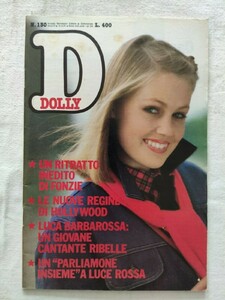 N. 130
L. 400
D
DOLLY
★ UN RITRATTO
INEDITO
DI FONZIE
★ LE NUOVE REGINE
DI HOLLYWOOD
★ LUCA BARBAROSSA:
UN GIOVANE
CANTANTE RIBELLE
★ UN "PARLIAMONE
INSIEME" A LUCE ROSSA